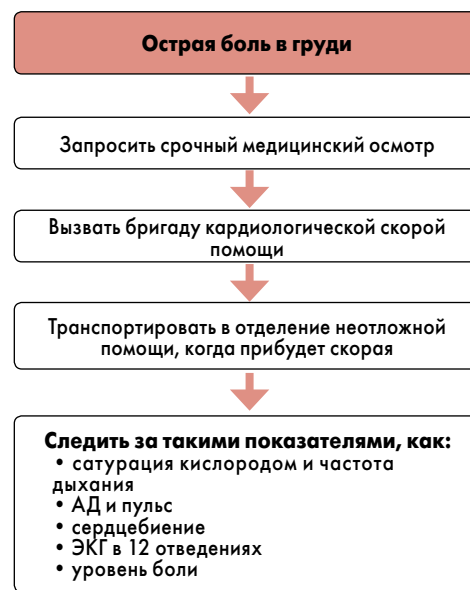 Острая боль в груди
Запросить срочный медицинский осмотр
Вызвать бригаду кардиологической скорой
помощи
Транспортировать в отделение неотложной
помощи, когда прибудет скорая
Следить за такими показателями, как:
• сатурация кислородом и частота
дыхания
• АД и пульс
• сердцебиение
• ЭКГ в 12 отведениях
• уровень боли